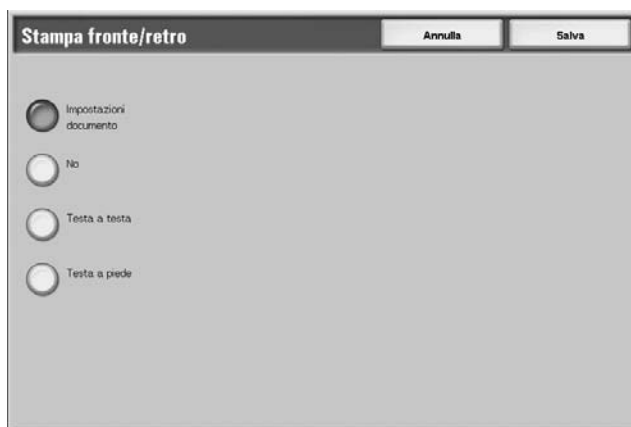 Stampa fronte/retro
Annulla
Salva
Impostazioni
documento
No
Testa a testa
Testa a piede